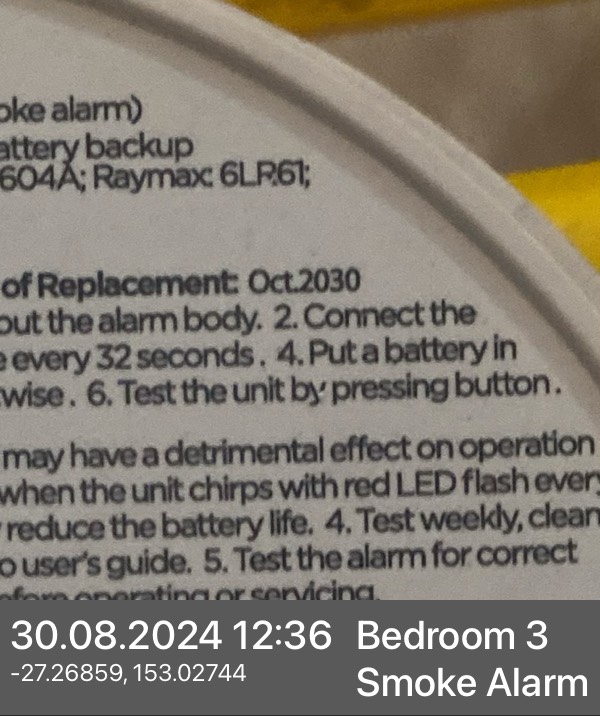 oke alarm)
attery backup
604A; Raymax: 6LR61;
of Replacement: Oct.2030
out the alarm body. 2. Connect the
e every 32 seconds. 4. Put a battery in
wise. 6. Test the unit by pressing button.
may have a detrimental effect on operation
when the unit chirps with red LED flash every
reduce the battery life. 4. Test weekly, clean
o user's guide. 5. Test the alarm for correct
efore operating or servicing.
30.08.2024 12:36
-27.26859, 153.02744
Bedroom 3
Smoke Alarm